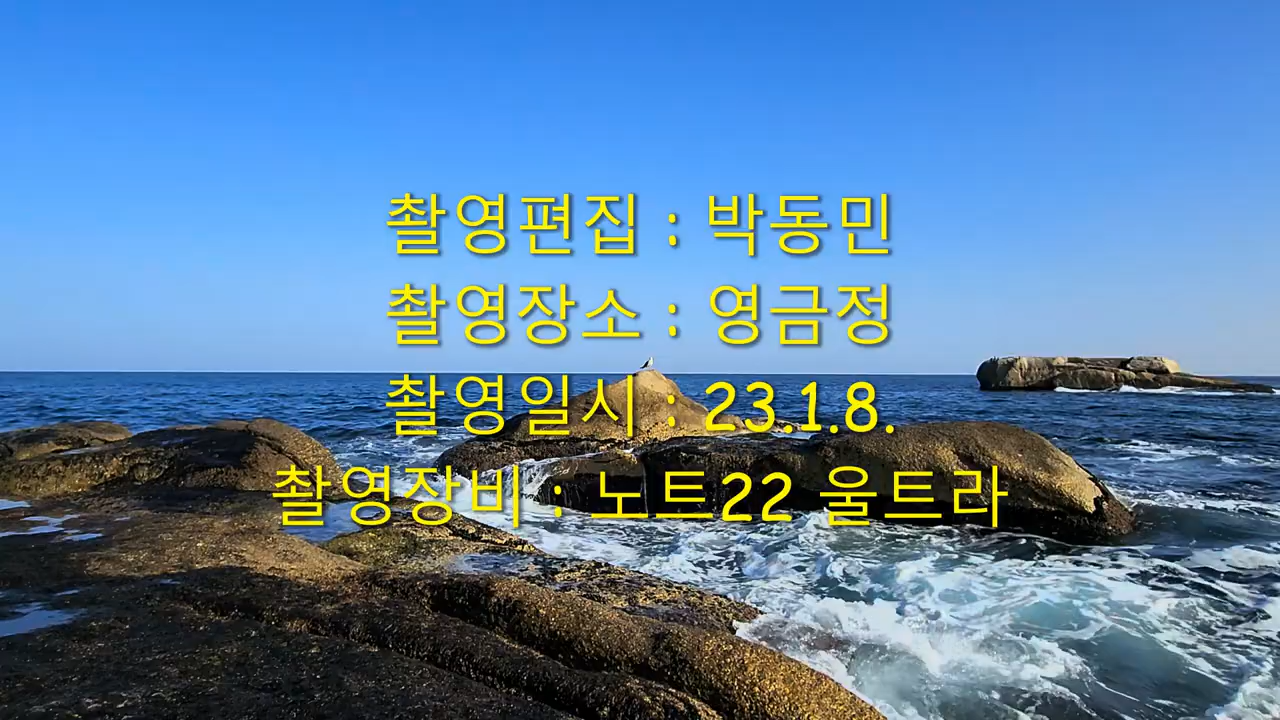 촬영편집 : 박동민
촬영장소 : 영금정
촬영일시 : 23.1.8.
촬영장비 : 노트22 울트라